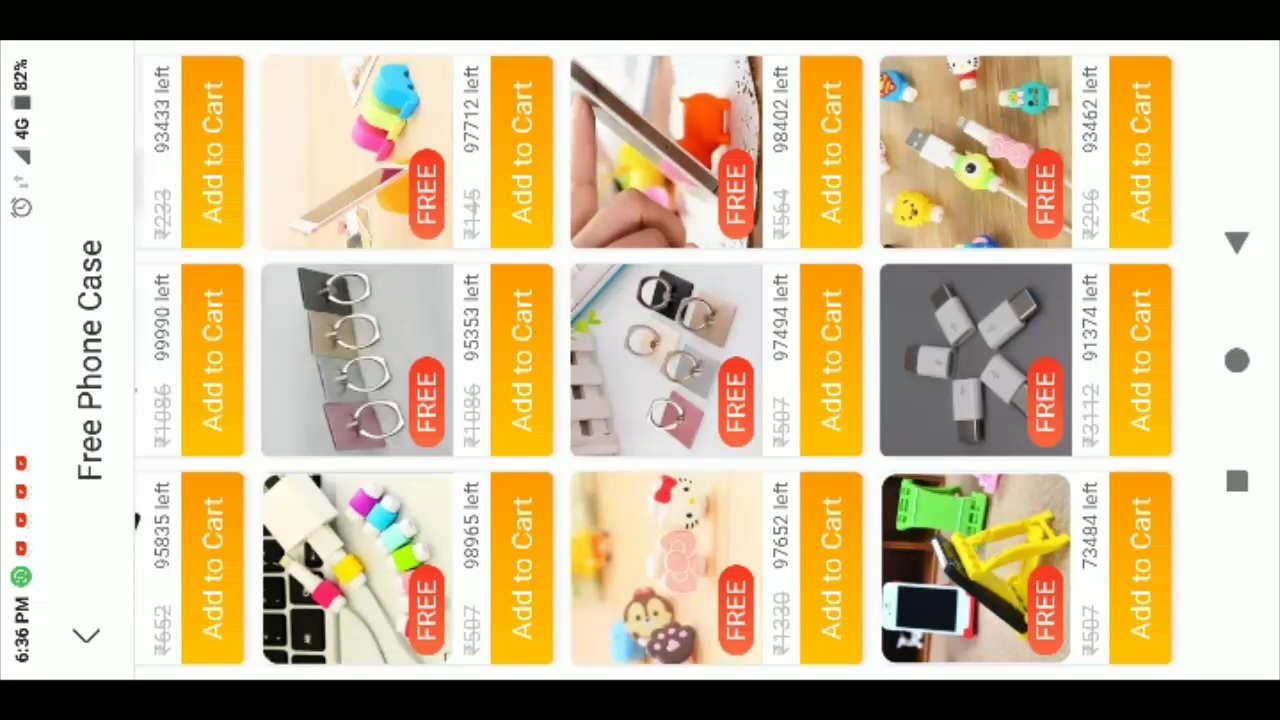 6:36 PM 4G 82%
Free Phone Case
₹652 95835 left ₹1086 99990 left ₹223 93433 left
Add to Cart Add to Cart Add to Cart
FREE FREE FREE
₹507 98965 left ₹1086 95353 left ₹145 97712 left
Add to Cart Add to Cart Add to Cart
FREE FREE FREE
₹1330 97652 left ₹507 97494 left ₹564 98402 left
Add to Cart Add to Cart Add to Cart
FREE FREE FREE
₹507 73484 left ₹3112 91374 left ₹296 93462 left
Add to Cart Add to Cart Add to Cart